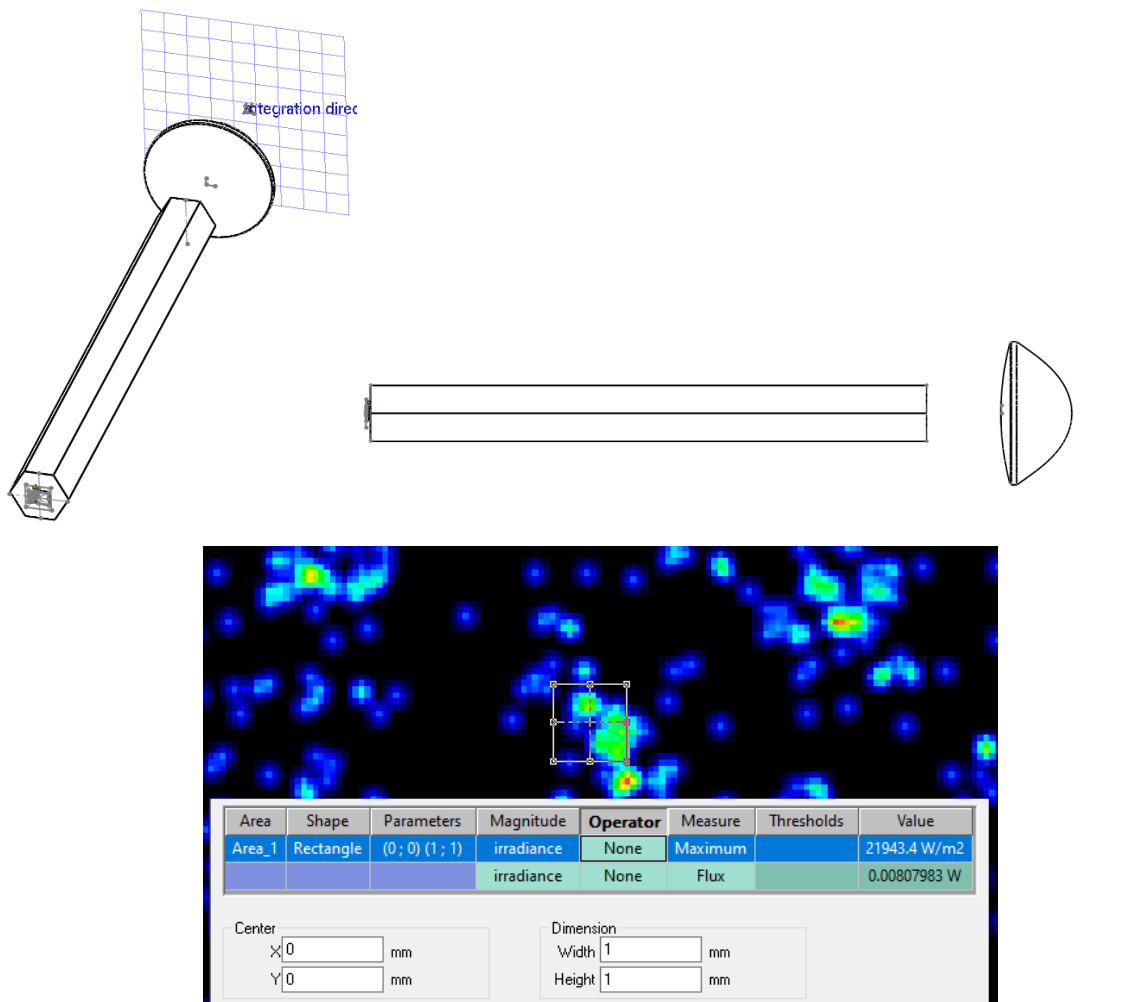 Integration direc
Area Shape Parameters Magnitude Operator Measure Thresholds Value
Area_1 Rectangle (0 ; 0) (1 ; 1) irradiance None Maximum 21943.4 W/m2
irradiance None Flux 0.00807983 W
Center Dimension
X 0 mm Width 1 mm
Y 0 mm Height 1 mm